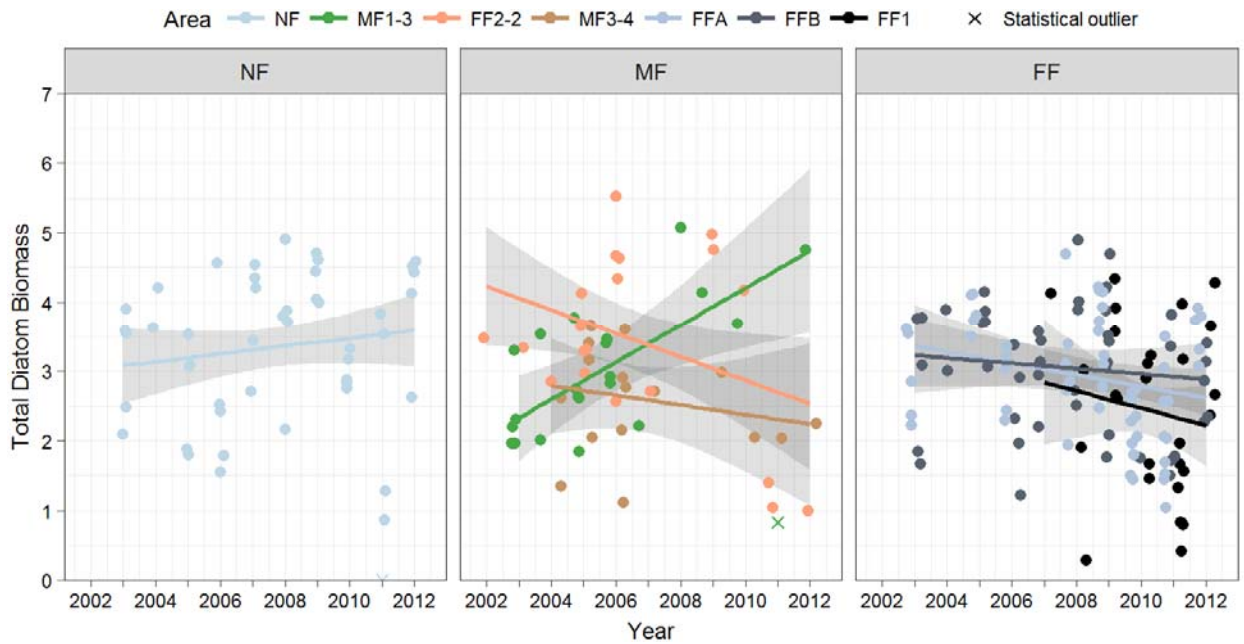 Area NF MF1-3 FF2-2 MF3-4 FFA FFB FF1 × Statistical outlier
NF MF FF
7
6
5
4
3
2
1
0
Total Diatom Biomass
2002 2004 2006 2008 2010 2012 2002 2004 2006 2008 2010 2012 2002 2004 2006 2008 2010 2012
Year